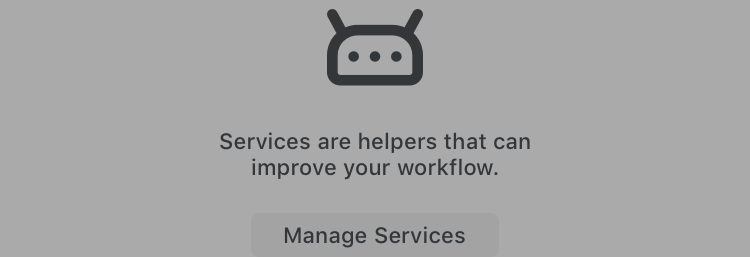 Services are helpers that can
improve your workflow.
Manage Services